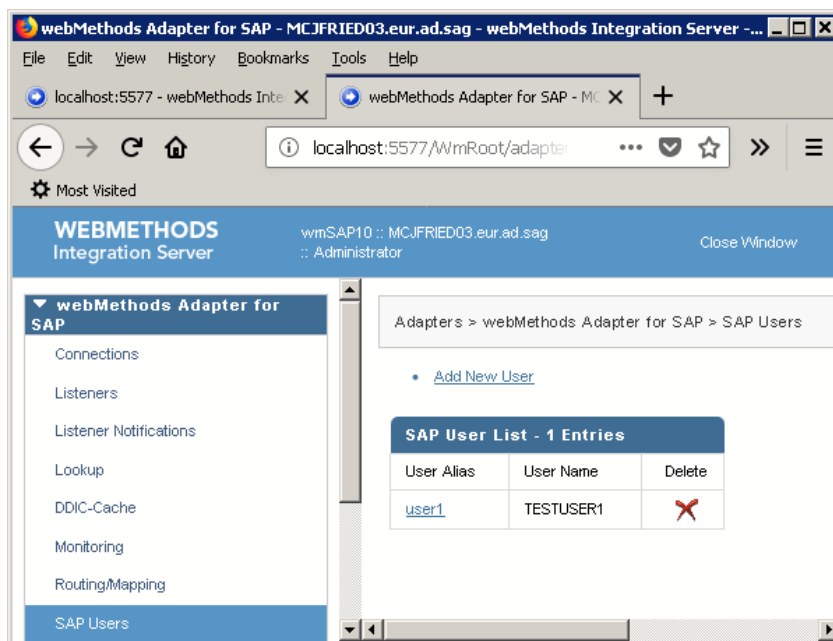 webMethods Adapter for SAP - MCJFRIED03.eur.ad.sag - webMethods Integration Server -...
File Edit View History Bookmarks Tools Help
localhost:5577 - webMethods Inte
webMethods Adapter for SAP - MC
localhost:5577/WmRoot/adapte
Most Visited
WEBMETHODS
Integration Server
wmSAP10 :: MCJFRIED03.eur.ad.sag
:: Administrator
Close Window
webMethods Adapter for
SAP
Connections
Listeners
Listener Notifications
Lookup
DDIC-Cache
Monitoring
Routing/Mapping
SAP Users
Adapters > webMethods Adapter for SAP > SAP Users
Add New User
SAP User List - 1 Entries
User Alias User Name Delete
user1 TESTUSER1